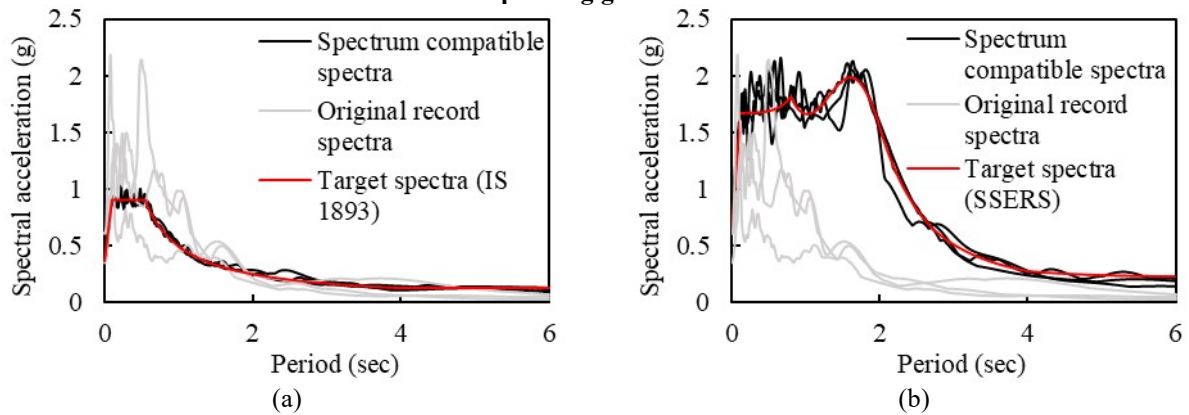 2.5
2
1.5
1
0.5
0
Spectral acceleration (g)
Spectrum compatible
spectra
Original record
spectra
Target spectra (IS
1893)
0
2
4
6
Period (sec)
(a)
2.5
2
1.5
1
0.5
0
Spectral acceleration (g)
Spectrum
compatible spectra
Original record
spectra
Target spectra
(SSERS)
0
2
4
6
Period (sec)
(b)